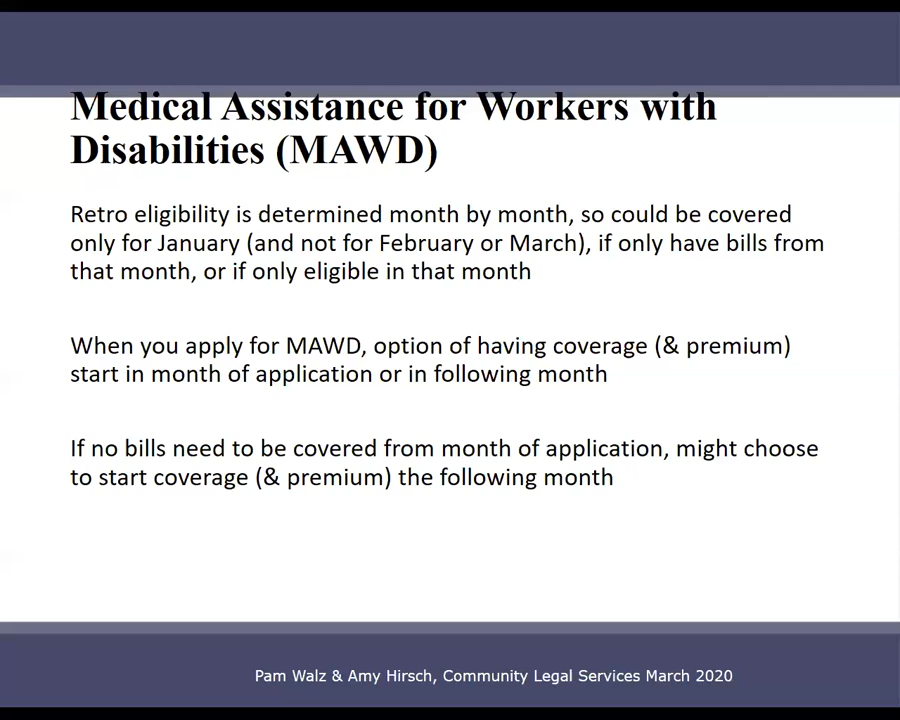 Medical Assistance for Workers with
Disabilities (MAWD)
Retro eligibility is determined month by month, so could be covered
only for January (and not for February or March), if only have bills from
that month, or if only eligible in that month
When you apply for MAWD, option of having coverage (& premium)
start in month of application or in following month
If no bills need to be covered from month of application, might choose
to start coverage (& premium) the following month
Pam Walz & Amy Hirsch, Community Legal Services March 2020